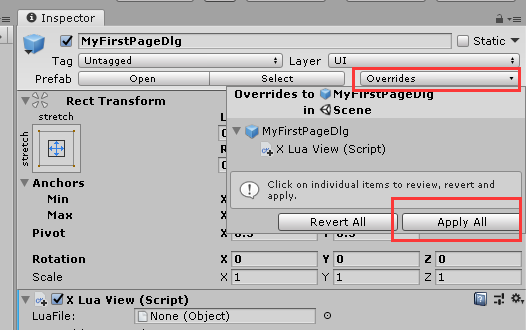 Inspector
MyFirstPageDlg
Static
Tag Untagged Layer UI
Prefab Open Select Overrides
Rect Transform
Overrides to MyFirstPageDlg
in Scene
stretch
stretch
MyFirstPageDlg
X Lua View (Script)
Anchors
Min
Max
Click on individual items to review, revert and
apply.
Revert All Apply All
Pivot
Rotation X 0 Y 0 Z 0
Scale X 1 Y 1 Z 1
X Lua View (Script)
LuaFile: None (Object)